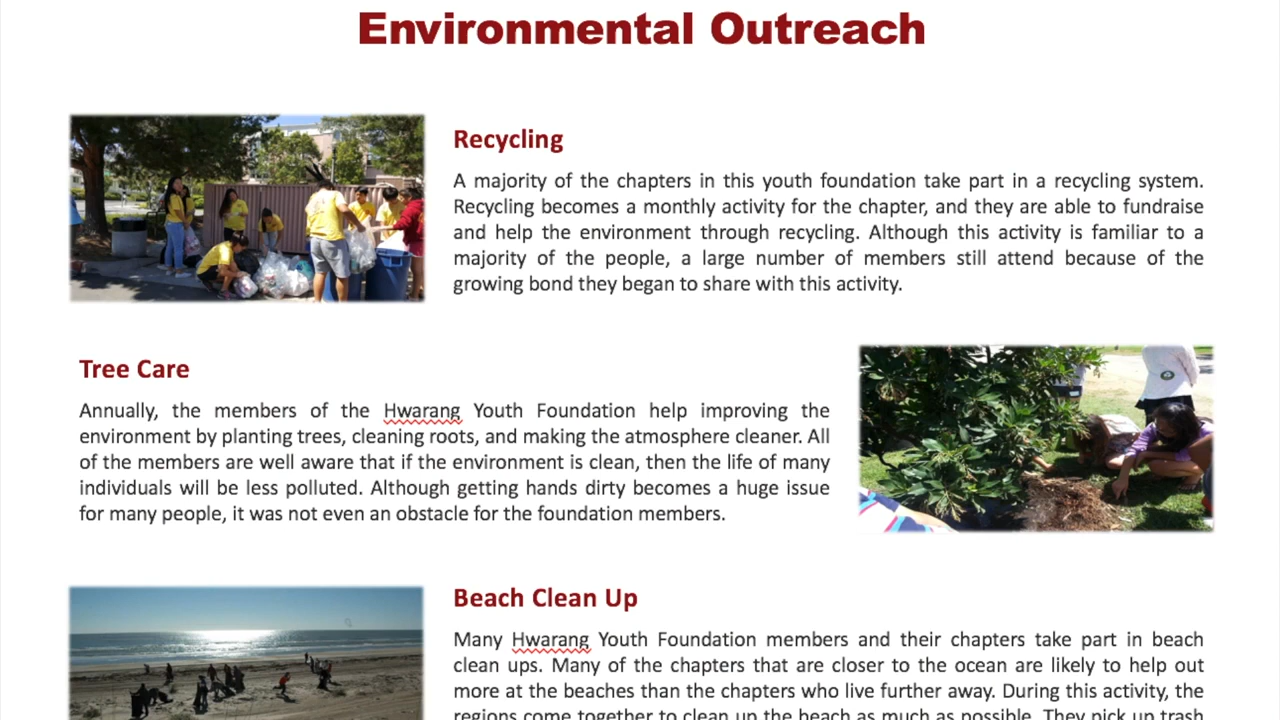 Environmental Outreach
Recycling
A majority of the chapters in this youth foundation take part in a recycling system.
Recycling becomes a monthly activity for the chapter, and they are able to fundraise
and help the environment through recycling. Although this activity is familiar to a
majority of the people, a large number of members still attend because of the
growing bond they began to share with this activity.
Tree Care
Annually, the members of the Hwarang Youth Foundation help improving the
environment by planting trees, cleaning roots, and making the atmosphere cleaner. All
of the members are well aware that if the environment is clean, then the life of many
individuals will be less polluted. Although getting hands dirty becomes a huge issue
for many people, it was not even an obstacle for the foundation members.
Beach Clean Up
Many Hwarang Youth Foundation members and their chapters take part in beach
clean ups. Many of the chapters that are closer to the ocean are likely to help out
more at the beaches than the chapters who live further away. During this activity, the
regions come together to clean up the beach as much as possible. They pick up trash